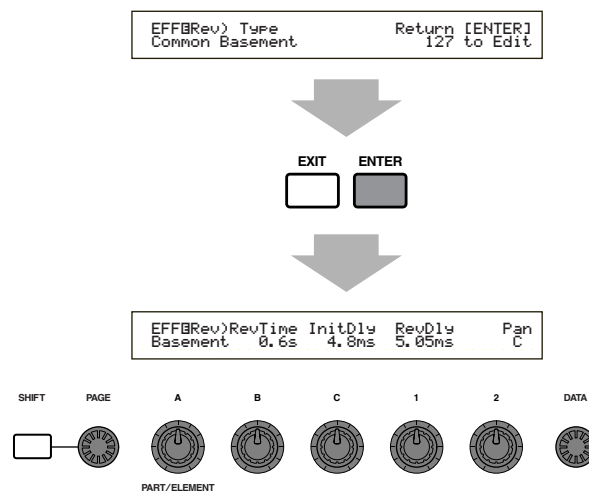 EFF⊡Rev) Type Return [ENTER]
Common Basement 127 to Edit
EXIT ENTER
EFF⊡Rev)RevTime InitDly RevDly Pan
Basement 0.6s 4.8ms 5.05ms C
SHIFT PAGE A B C 1 2 DATA
PART/ELEMENT